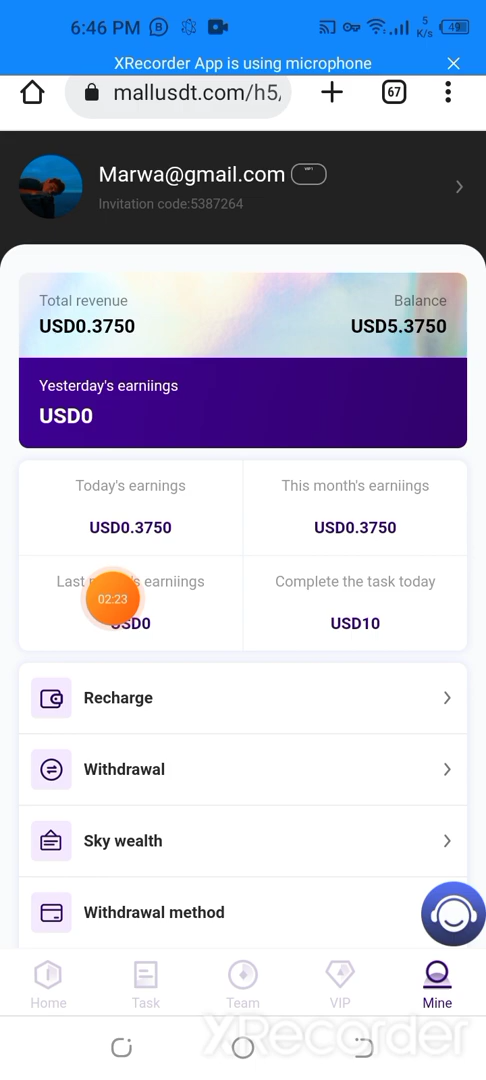 6:46 PM
5
K/s
49
XRecorder App is using microphone
mallusdt.com/h5/
67
Marwa@gmail.com
VIP1
Invitation code:5387264
Total revenue
Balance
USD0.3750
USD5.3750
Yesterday's earniings
USD0
Today's earnings
This month's earniings
USD0.3750
USD0.3750
Last earniings
Complete the task today
02:23
USD0
USD10
Recharge
Withdrawal
Sky wealth
Withdrawal method
Home
Task
Team
VIP
Mine
XRecorder